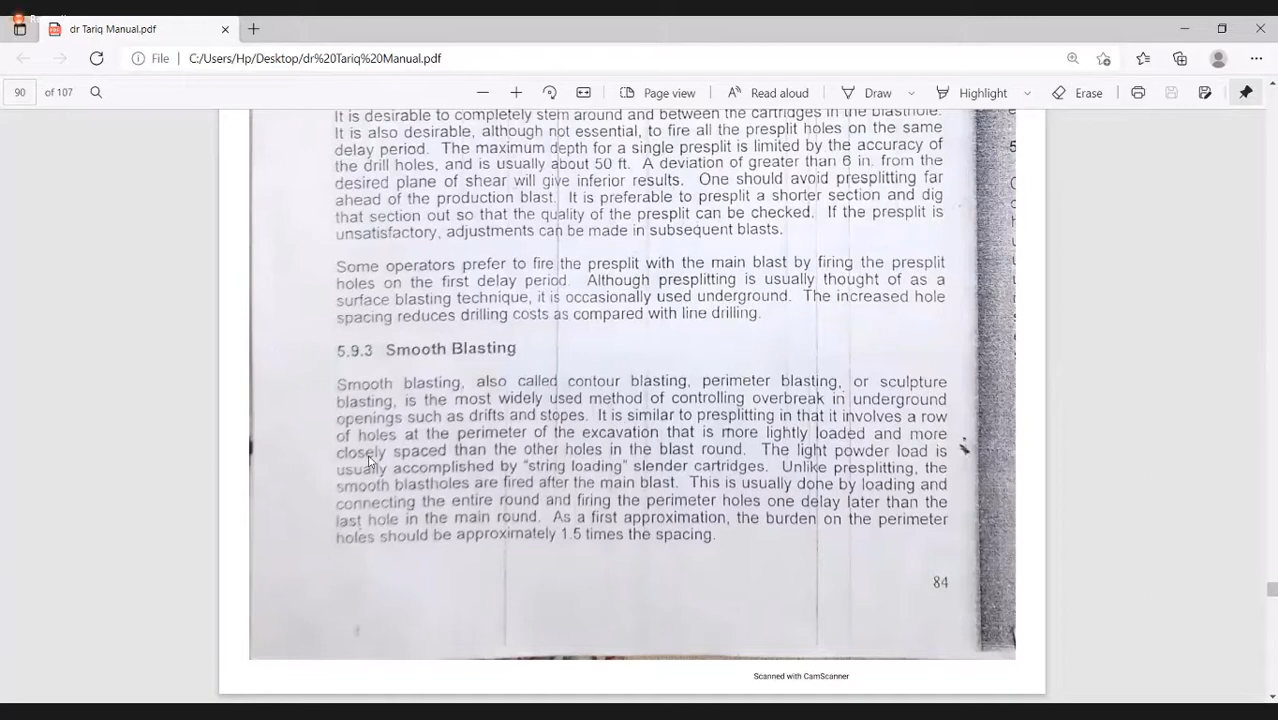 dr Tariq Manual.pdf
File C:/Users/Hp/Desktop/dr%20Tariq%20Manual.pdf
90 of 107 Page view Read aloud Draw Highlight Erase
It is desirable to completely stem around and between the cartridges in the blasthole.
It is also desirable, although not essential, to fire all the presplit holes on the same
delay period. The maximum depth for a single presplit is limited by the accuracy of
the drill holes, and is usually about 50 ft. A deviation of greater than 6 in. from the
desired plane of shear will give inferior results. One should avoid presplitting far
ahead of the production blast. It is preferable to presplit a shorter section and dig
that section out so that the quality of the presplit can be checked. If the presplit is
unsatisfactory, adjustments can be made in subsequent blasts.
Some operators prefer to fire the presplit with the main blast by firing the presplit
holes on the first delay period. Although presplitting is usually thought of as a
surface blasting technique, it is occasionally used underground. The increased hole
spacing reduces drilling costs as compared with line drilling.
5.9.3 Smooth Blasting
Smooth blasting, also called contour blasting, perimeter blasting, or sculpture
blasting, is the most widely used method of controlling overbreak in underground
openings such as drifts and stopes. It is similar to presplitting in that it involves a row
of holes at the perimeter of the excavation that is more lightly loaded and more
closely spaced than the other holes in the blast round. The light powder load is
usually accomplished by "string loading" slender cartridges. Unlike presplitting, the
smooth blastholes are fired after the main blast. This is usually done by loading and
connecting the entire round and firing the perimeter holes one delay later than the
last hole in the main round. As a first approximation, the burden on the perimeter
holes should be approximately 1.5 times the spacing.
84
Scanned with CamScanner